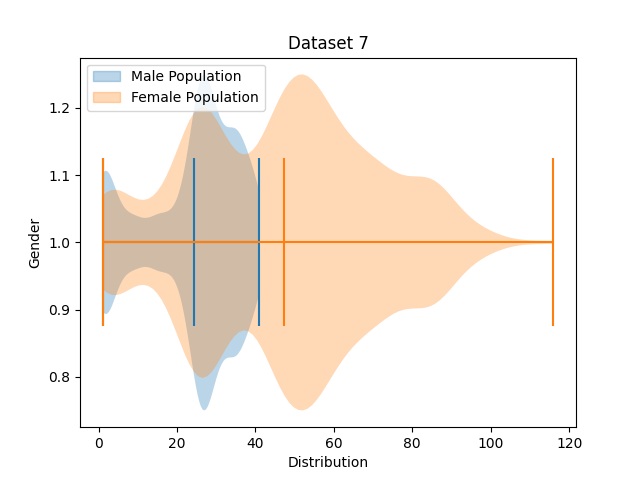 Dataset 7
Male Population
Female Population
1.2
1.1
1.0
0.9
0.8
Gender
0
20
40
60
80
100
120
Distribution